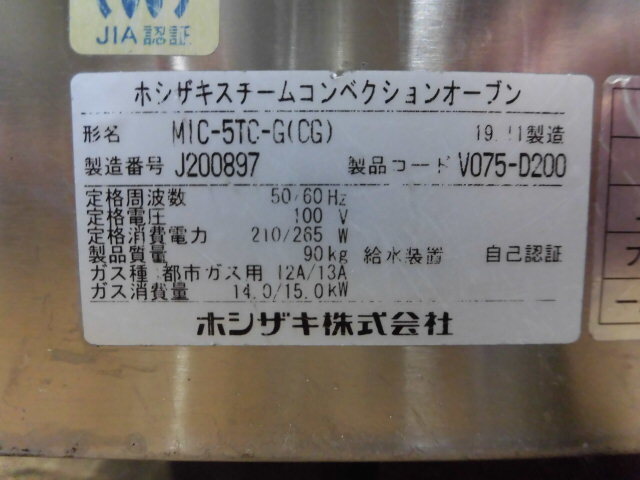 JIA認証
ホシザキスチームコンベクションオーブン
形名 MIC-5TC-G(CG) 19.11製造
製造番号 J200897 製品コード V075-D200
定格周波数 50/60 Hz
定格電圧 100 V
定格消費電力 210/265 W
製品質量 90kg 給水装置 自己認証
ガス種 都市ガス用 12A/13A
ガス消費量 14.0/15.0kW
ホシザキ株式会社